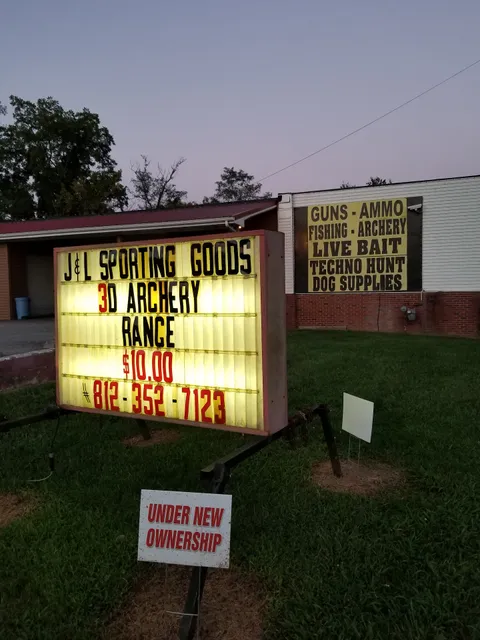 J&L SPORTING GOODS
3D ARCHERY
RANGE
$10.00
#812-352-7123
GUNS - AMMO
FISHING - ARCHERY
LIVE BAIT
TECHNO HUNT
DOG SUPPLIES
UNDER NEW
OWNERSHIP